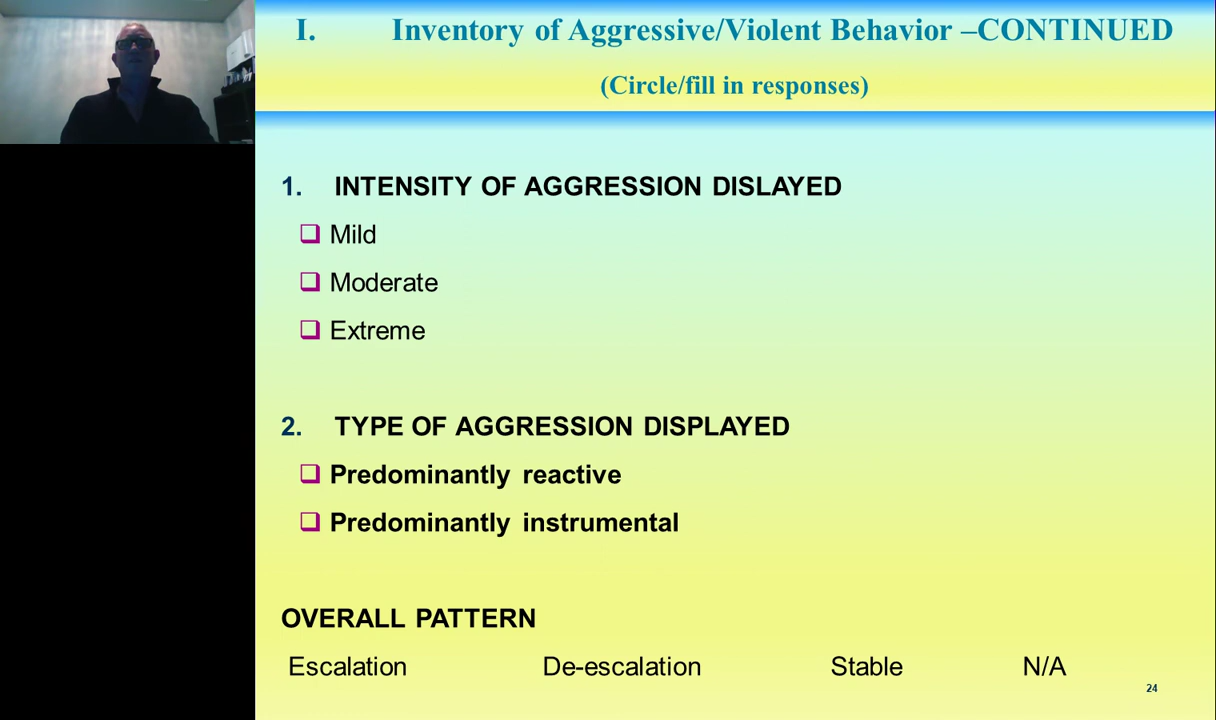 I. Inventory of Aggressive/Violent Behavior –CONTINUED
(Circle/fill in responses)
1. INTENSITY OF AGGRESSION DISLAYED
❑ Mild
❑ Moderate
❑ Extreme
2. TYPE OF AGGRESSION DISPLAYED
❑ Predominantly reactive
❑ Predominantly instrumental
OVERALL PATTERN
Escalation De-escalation Stable N/A
24